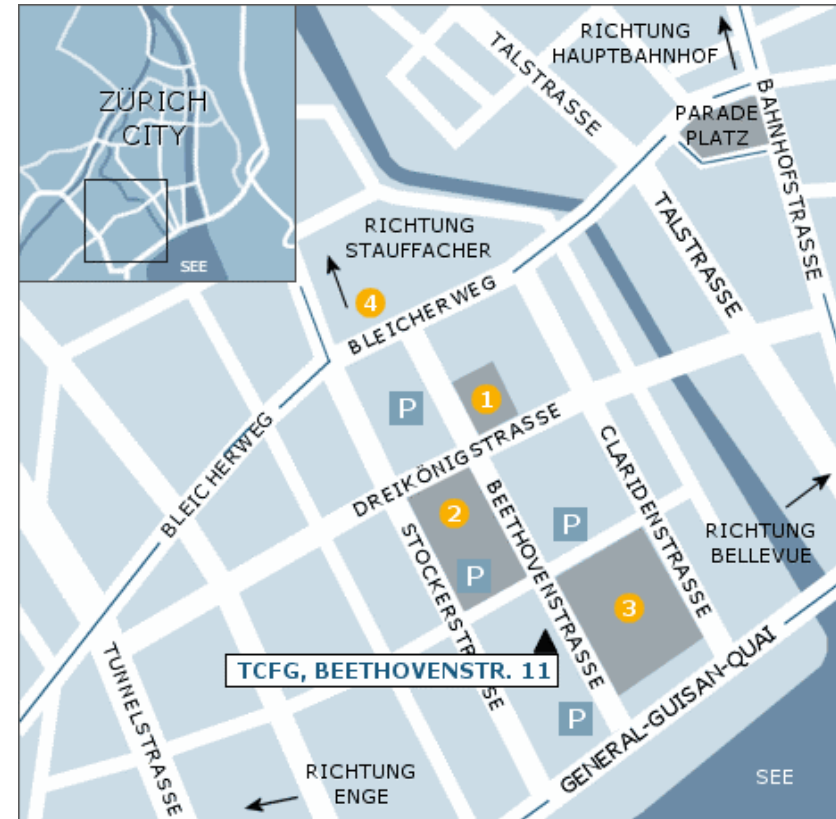 ZÜRICH
CITY
SEE
RICHTUNG
HAUPTBAHNHOF
TALSTRASSE
PARADE
PLATZ
BAHNHOFSTRASSE
TALSTRASSE
RICHTUNG
STAUFFACHER
4
BLEICHERWEG
P
1
DREIKÖNIGSTRASSE
CLARIDENSTRASSE
BLEICHERWEG
2
BEETHOVENSTRASSE
P
RICHTUNG
BELLEVUE
STOCKERSTRASSE
P
3
TCFG, BEETHOVENSTR. 11
TUNNELSTRASSE
P
GENERAL-GUISAN-QUAI
RICHTUNG
ENGE
SEE